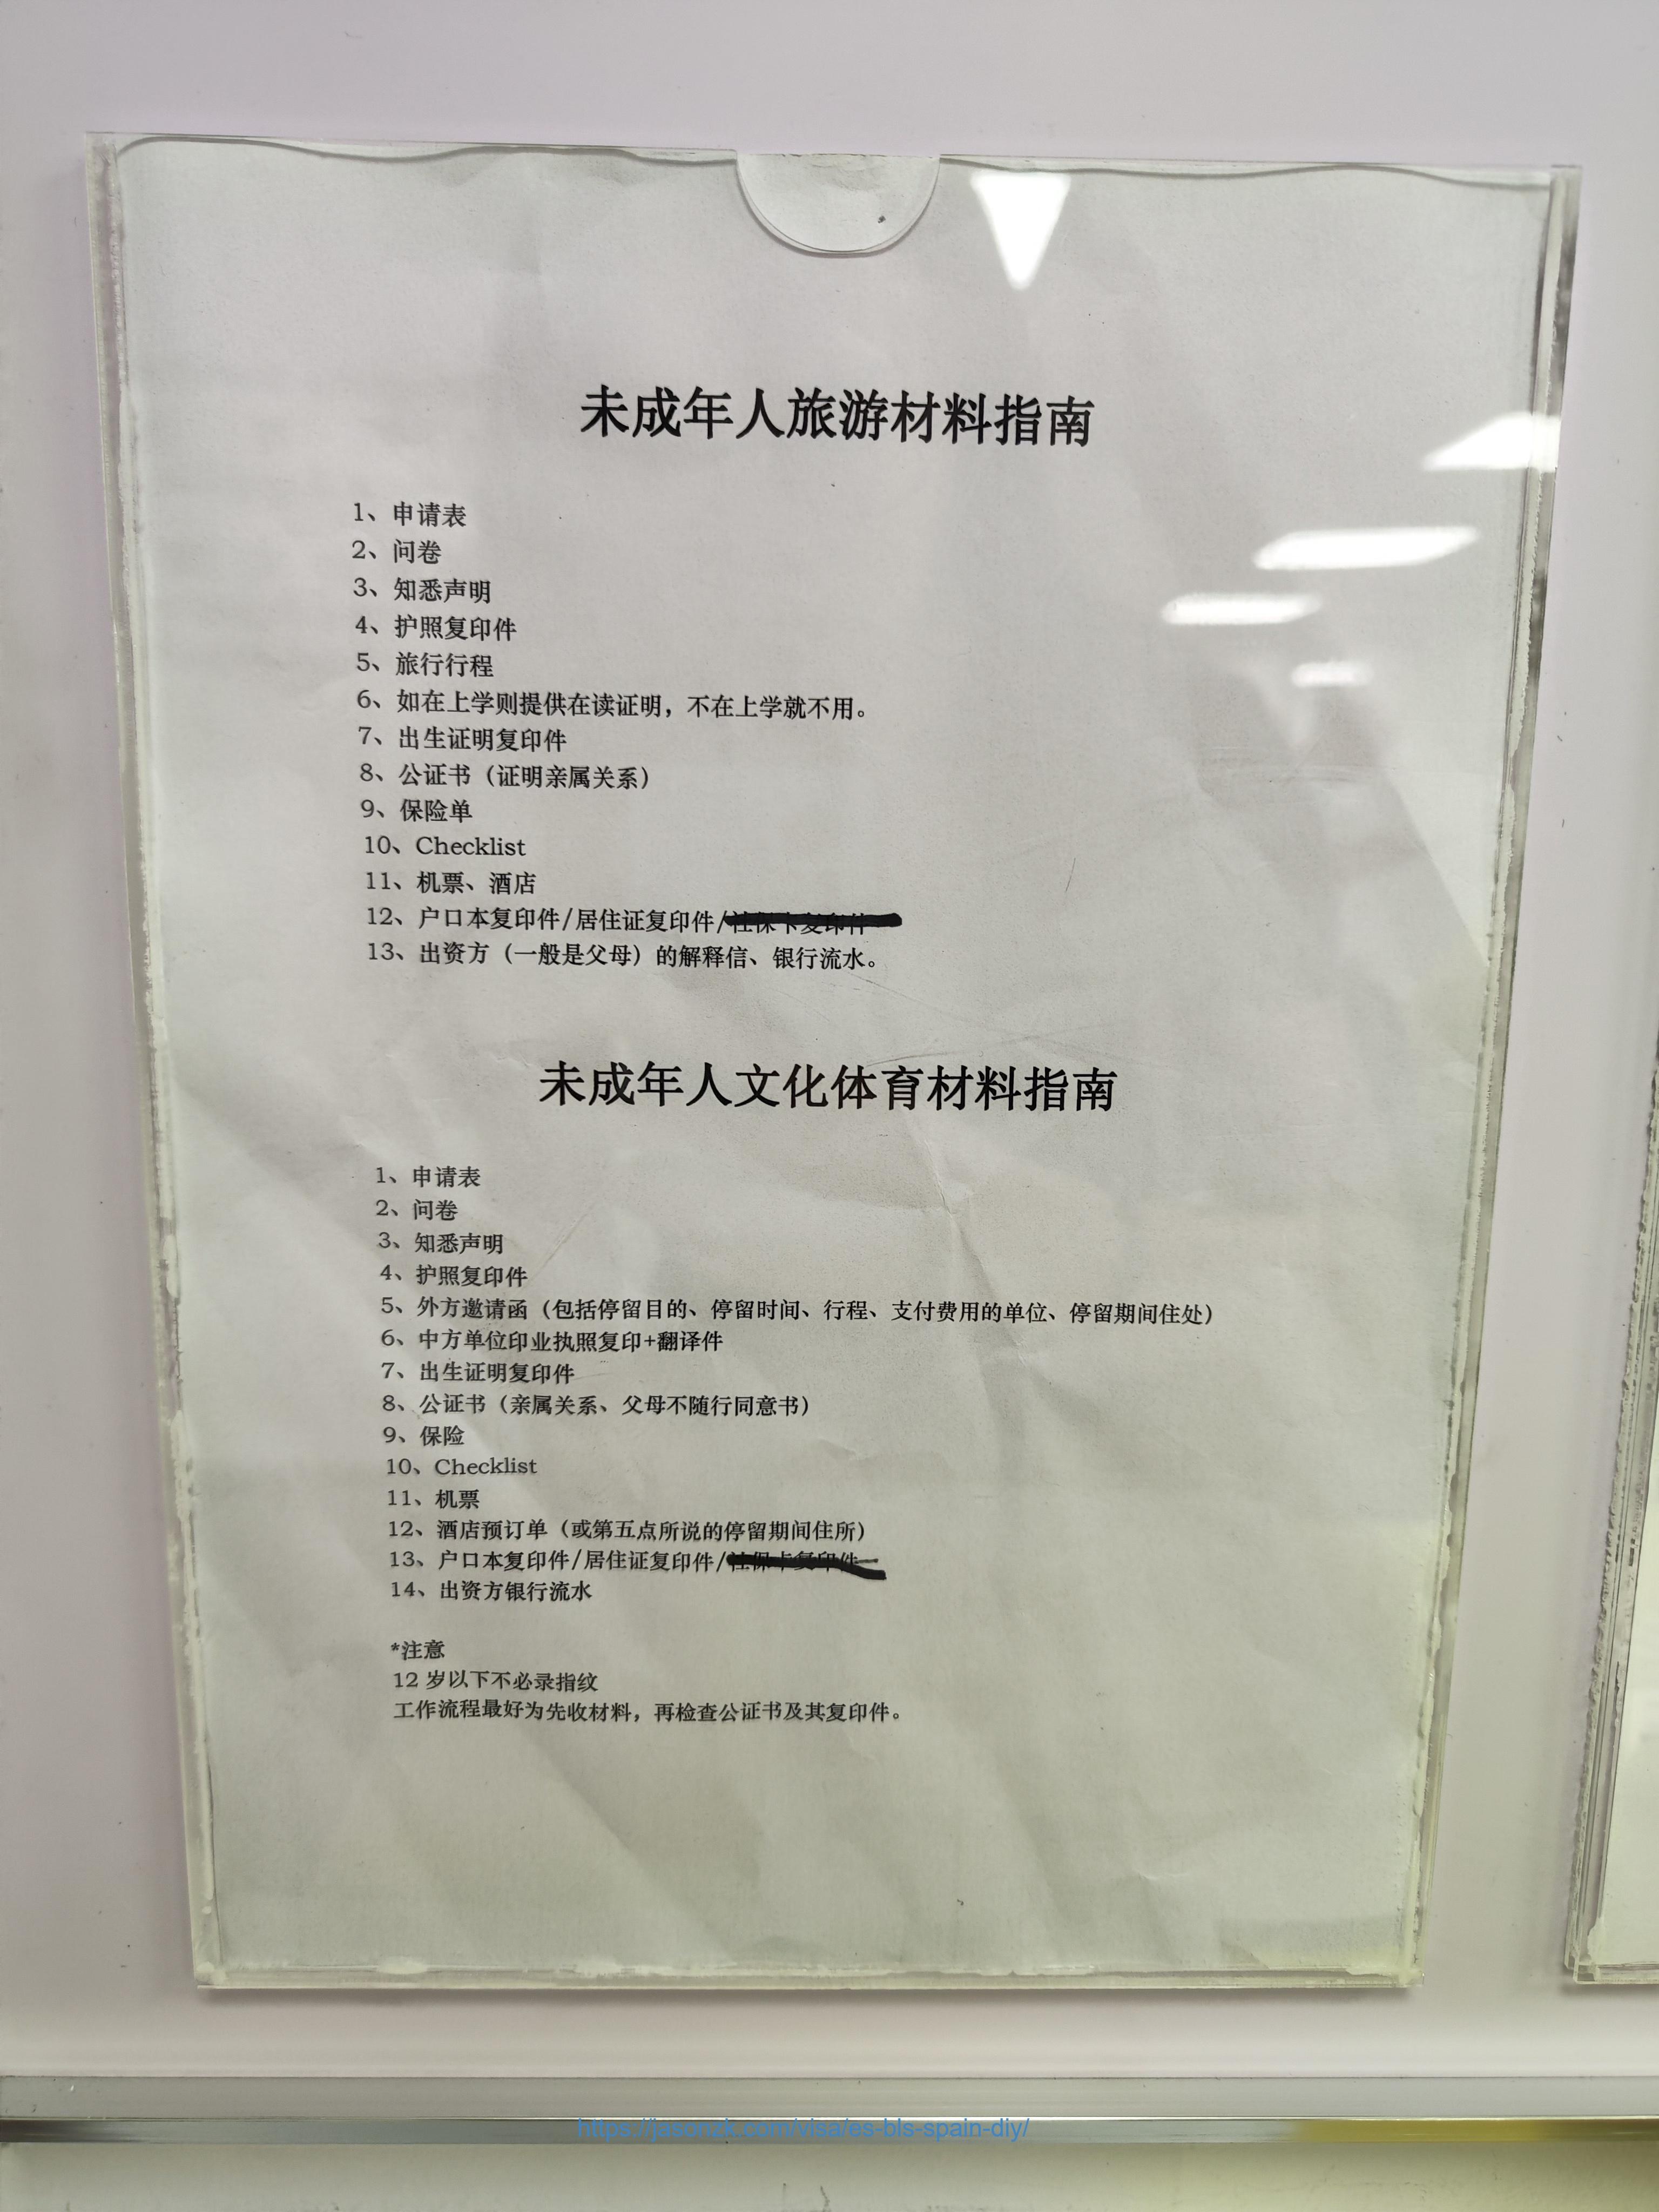 未成年人旅游材料指南
1、申请表
2、问卷
3、知悉声明
4、护照复印件
5、旅行行程
6、如在上学则提供在读证明，不在上学就不用。
7、出生证明复印件
8、公证书（证明亲属关系）
9、保险单
10、Checklist
11、机票、酒店
12、户口本复印件/居住证复印件/社保卡复印件
13、出资方（一般是父母）的解释信、银行流水。
未成年人文化体育材料指南
1、申请表
2、问卷
3、知悉声明
4、护照复印件
5、外方邀请函（包括停留目的、停留时间、行程、支付费用的单位、停留期间住处）
6、中方单位印业执照复印+翻译件
7、出生证明复印件
8、公证书（亲属关系、父母不随行同意书）
9、保险
10、Checklist
11、机票
12、酒店预订单（或第五点所说的停留期间住所）
13、户口本复印件/居住证复印件/社保卡复印件
14、出资方银行流水
*注意
12 岁以下不必录指纹
工作流程最好为先收材料，再检查公证书及其复印件。
https://jasonzk.com/visa/es-bls-spain-diy/